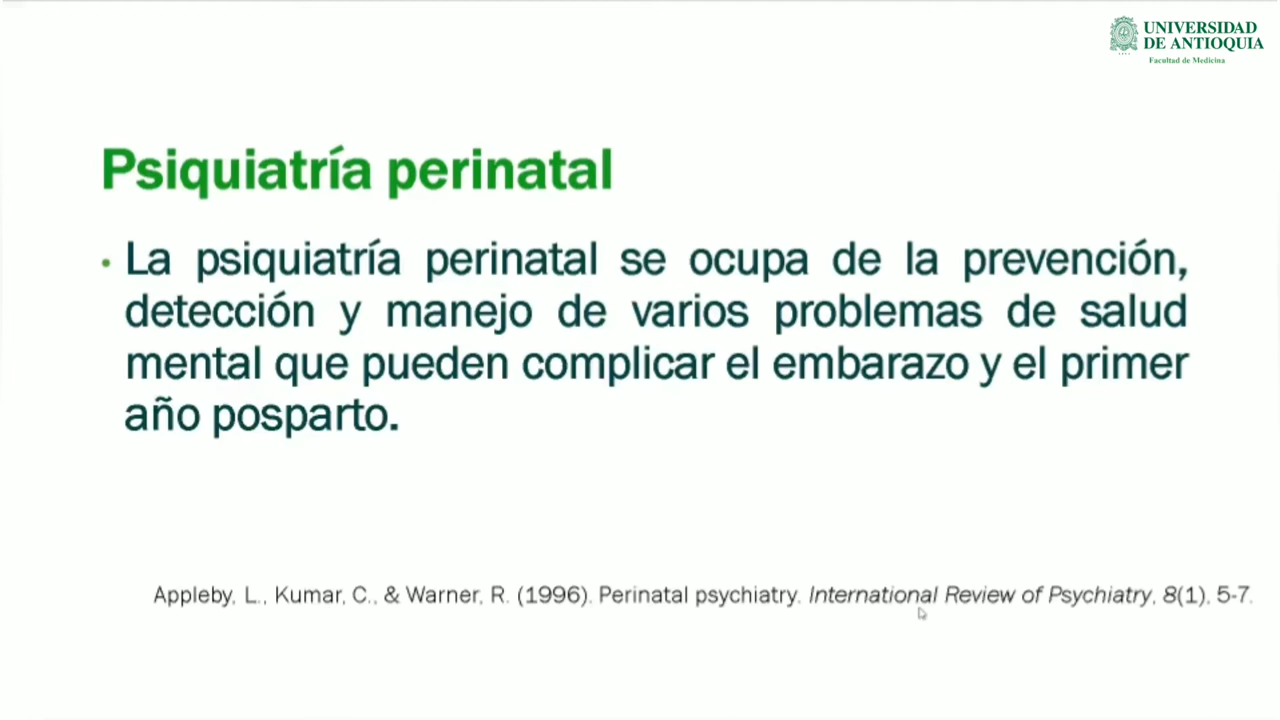 UNIVERSIDAD
DE ANTIOQUIA
Facultad de Medicina
Psiquiatría perinatal
• La psiquiatría perinatal se ocupa de la prevención,
detección y manejo de varios problemas de salud
mental que pueden complicar el embarazo y el primer
año posparto.
Appleby, L., Kumar, C., & Warner, R. (1996). Perinatal psychiatry. International Review of Psychiatry, 8(1), 5-7.